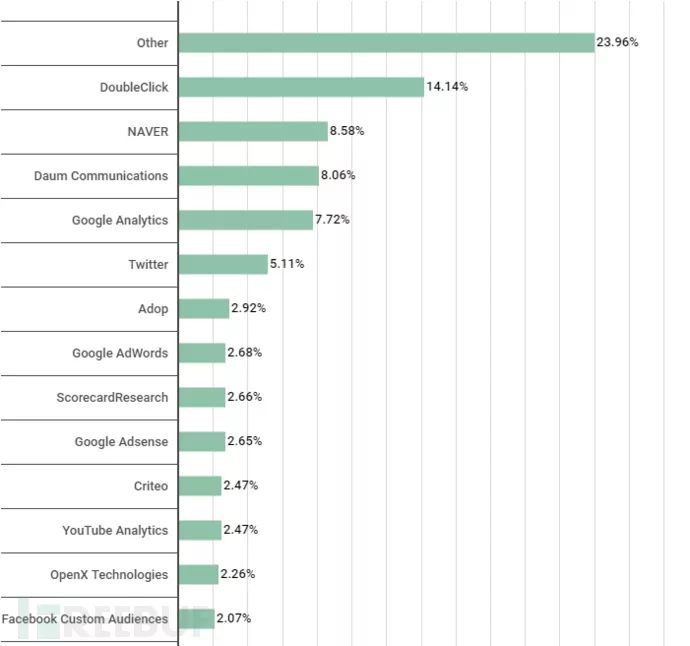 Other 23.96%
DoubleClick 14.14%
NAVER 8.58%
Daum Communications 8.06%
Google Analytics 7.72%
Twitter 5.11%
Adop 2.92%
Google AdWords 2.68%
ScorecardResearch 2.66%
Google Adsense 2.65%
Criteo 2.47%
YouTube Analytics 2.47%
OpenX Technologies 2.26%
Facebook Custom Audiences 2.07%